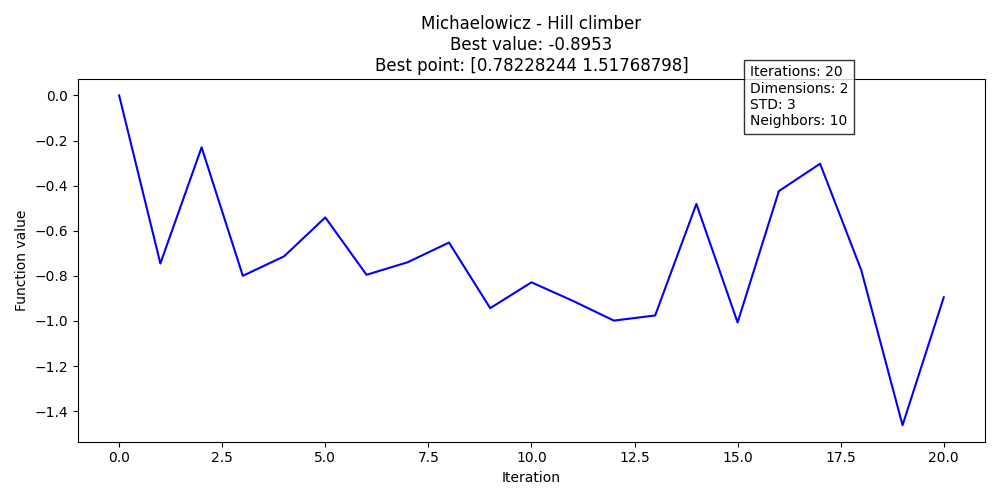 Michaelowicz - Hill climber
Best value: -0.8953
Best point: [0.78228244 1.51768798]
Iterations: 20
Dimensions: 2
STD: 3
Neighbors: 10
0.0
−0.2
−0.4
−0.6
−0.8
−1.0
−1.2
−1.4
Function value
0.0 2.5 5.0 7.5 10.0 12.5 15.0 17.5 20.0
Iteration